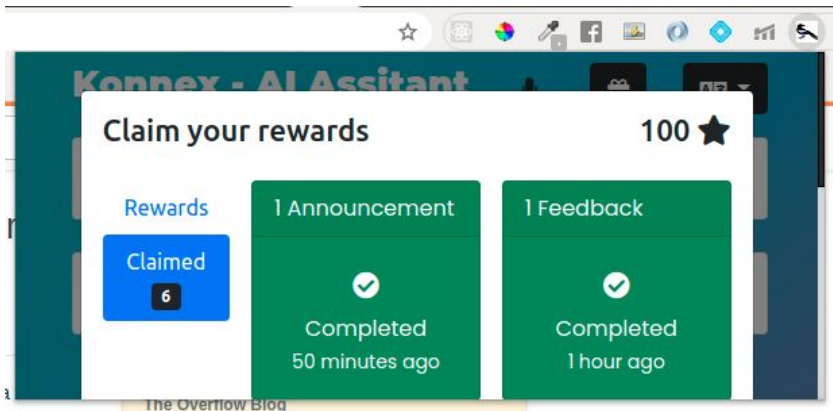 Konnex - AI Assitant
Claim your rewards
100
Rewards
Claimed
6
1 Announcement
Completed
50 minutes ago
1 Feedback
Completed
1 hour ago
The Overflow Blog